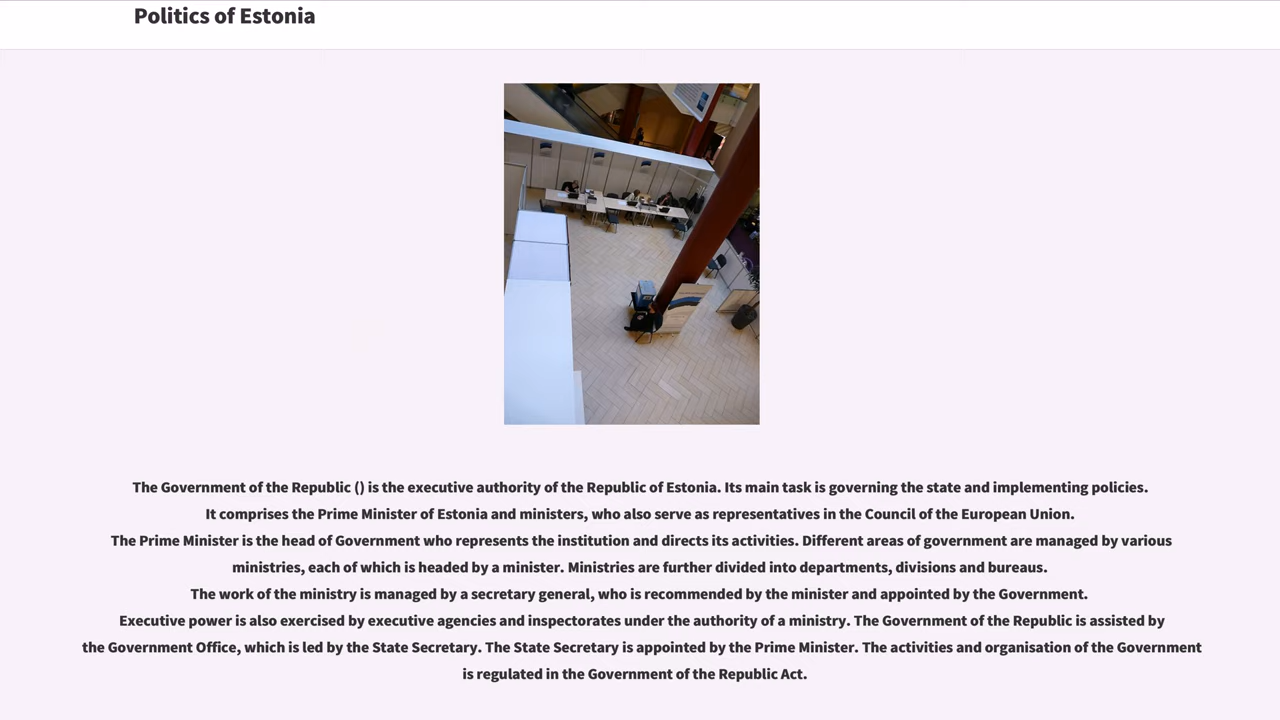 Politics of Estonia
The Government of the Republic () is the executive authority of the Republic of Estonia. Its main task is governing the state and implementing policies.
It comprises the Prime Minister of Estonia and ministers, who also serve as representatives in the Council of the European Union.
The Prime Minister is the head of Government who represents the institution and directs its activities. Different areas of government are managed by various
ministries, each of which is headed by a minister. Ministries are further divided into departments, divisions and bureaus.
The work of the ministry is managed by a secretary general, who is recommended by the minister and appointed by the Government.
Executive power is also exercised by executive agencies and inspectorates under the authority of a ministry. The Government of the Republic is assisted by
the Government Office, which is led by the State Secretary. The State Secretary is appointed by the Prime Minister. The activities and organisation of the Government
is regulated in the Government of the Republic Act.